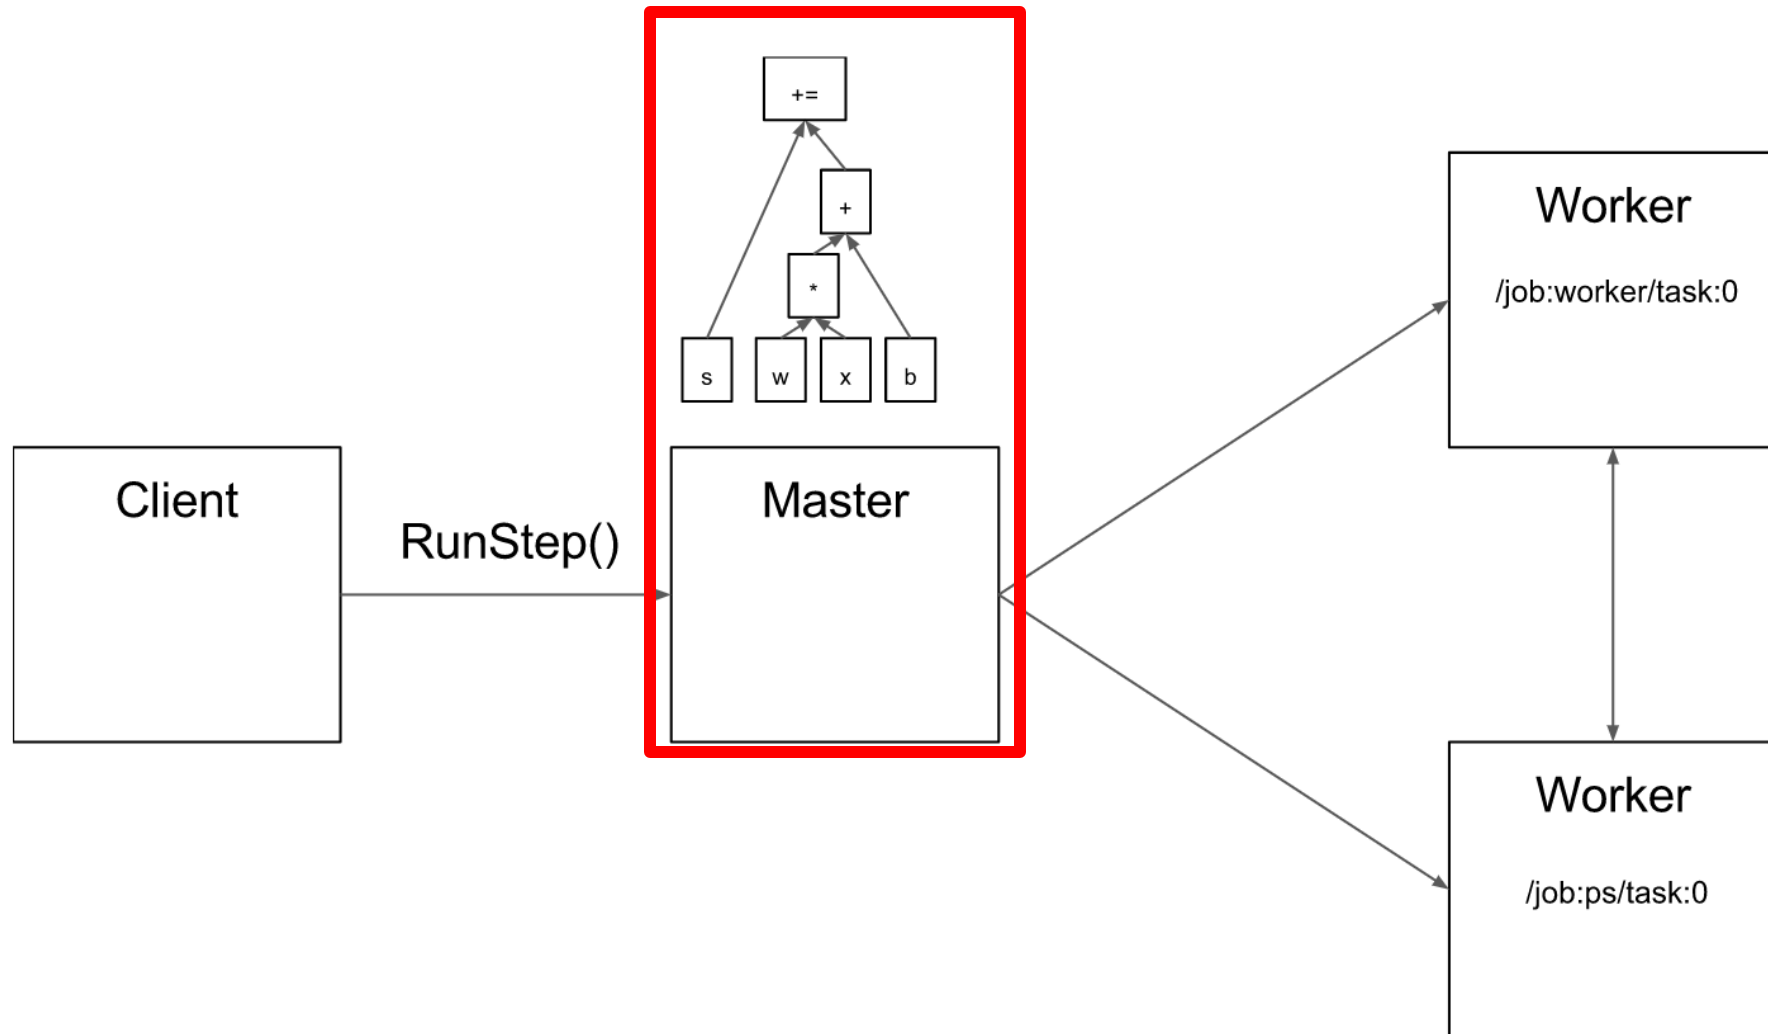 +=
+
*
s
w
x
b
Client
RunStep()
Master
Worker
/job:worker/task:0
Worker
/job:ps/task:0